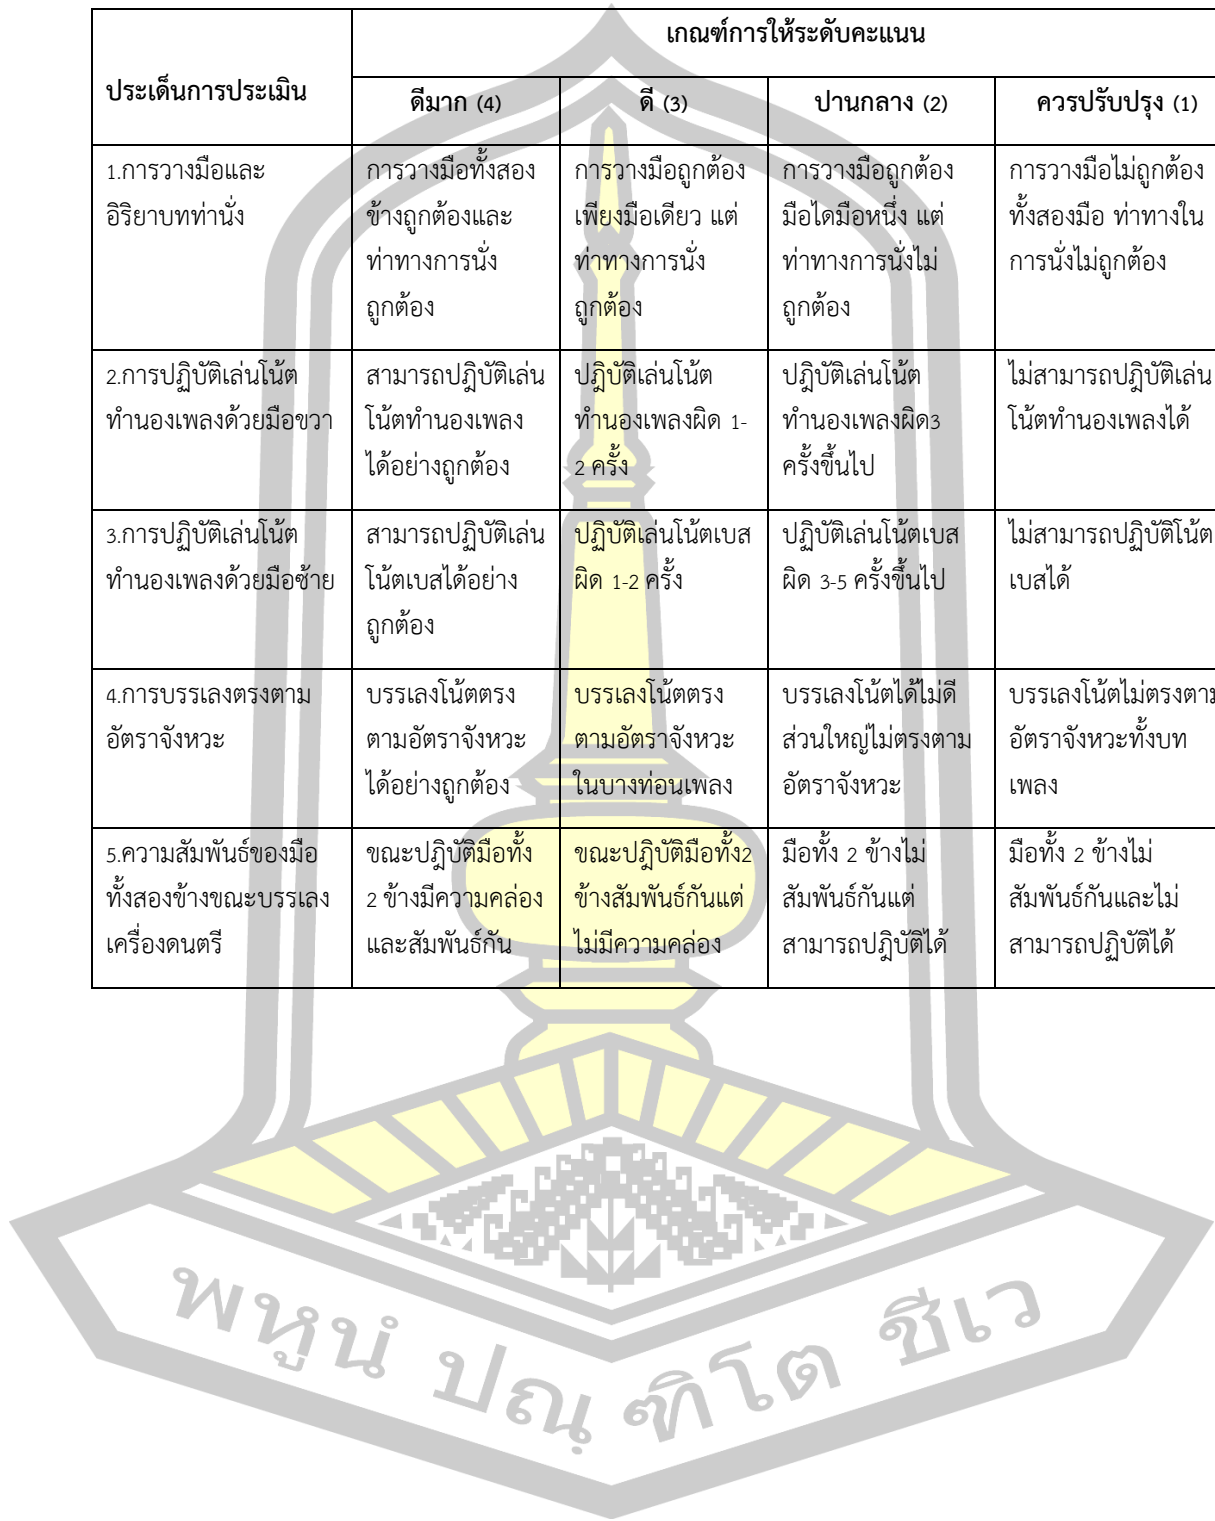 เกณฑ์การให้ระดับคะแนน
ประเด็นการประเมิน
ดีมาก (4)
ดี (3)
ปานกลาง (2)
ควรปรับปรุง (1)
1.การวางมือและ
อิริยาบทท่านั่ง
การวางมือทั้งสอง
ข้างถูกต้องและ
ท่าทางการนั่ง
ถูกต้อง
การวางมือถูกต้อง
เพียงมือเดียว แต่
ท่าทางการนั่ง
ถูกต้อง
การวางมือถูกต้อง
มือใดมือหนึ่ง แต่
ท่าทางการนั่งไม่
ถูกต้อง
การวางมือไม่ถูกต้อง
ทั้งสองมือ ท่าทางใน
การนั่งไม่ถูกต้อง
2.การปฏิบัติเล่นโน้ต
ทำนองเพลงด้วยมือขวา
สามารถปฎิบัติเล่น
โน้ตทำนองเพลง
ได้อย่างถูกต้อง
ปฎิบัติเล่นโน้ต
ทำนองเพลงผิด 1-
2 ครั้ง
ปฎิบัติเล่นโน้ต
ทำนองเพลงผิด3
ครั้งขึ้นไป
ไม่สามารถปฎิบัติเล่น
โน้ตทำนองเพลงได้
3.การปฏิบัติเล่นโน้ต
ทำนองเพลงด้วยมือซ้าย
สามารถปฏิบัติเล่น
โน้ตเบสได้อย่าง
ถูกต้อง
ปฏิบัติเล่นโน้ตเบส
ผิด 1-2 ครั้ง
ปฏิบัติเล่นโน้ตเบส
ผิด 3-5 ครั้งขึ้นไป
ไม่สามารถปฏิบัติโน้ต
เบสได้
4.การบรรเลงตรงตาม
อัตราจังหวะ
บรรเลงโน้ตตรง
ตามอัตราจังหวะ
ได้อย่างถูกต้อง
บรรเลงโน้ตตรง
ตามอัตราจังหวะ
ในบางท่อนเพลง
บรรเลงโน้ตได้ไม่ดี
ส่วนใหญ่ไม่ตรงตาม
อัตราจังหวะ
บรรเลงโน้ตไม่ตรงตาม
อัตราจังหวะทั้งบท
เพลง
5.ความสัมพันธ์ของมือ
ทั้งสองข้างขณะบรรเลง
เครื่องดนตรี
ขณะปฎิบัติมือทั้ง
2 ข้างมีความคล่อง
และสัมพันธ์กัน
ขณะปฎิบัติมือทั้ง2
ข้างสัมพันธ์กันแต่
ไม่มีความคล่อง
มือทั้ง 2 ข้างไม่
สัมพันธ์กันแต่
สามารถปฎิบัติได้
มือทั้ง 2 ข้างไม่
สัมพันธ์กันและไม่
สามารถปฏิบัติได้
พหูนํ ปณฺฑิโต ชีเว